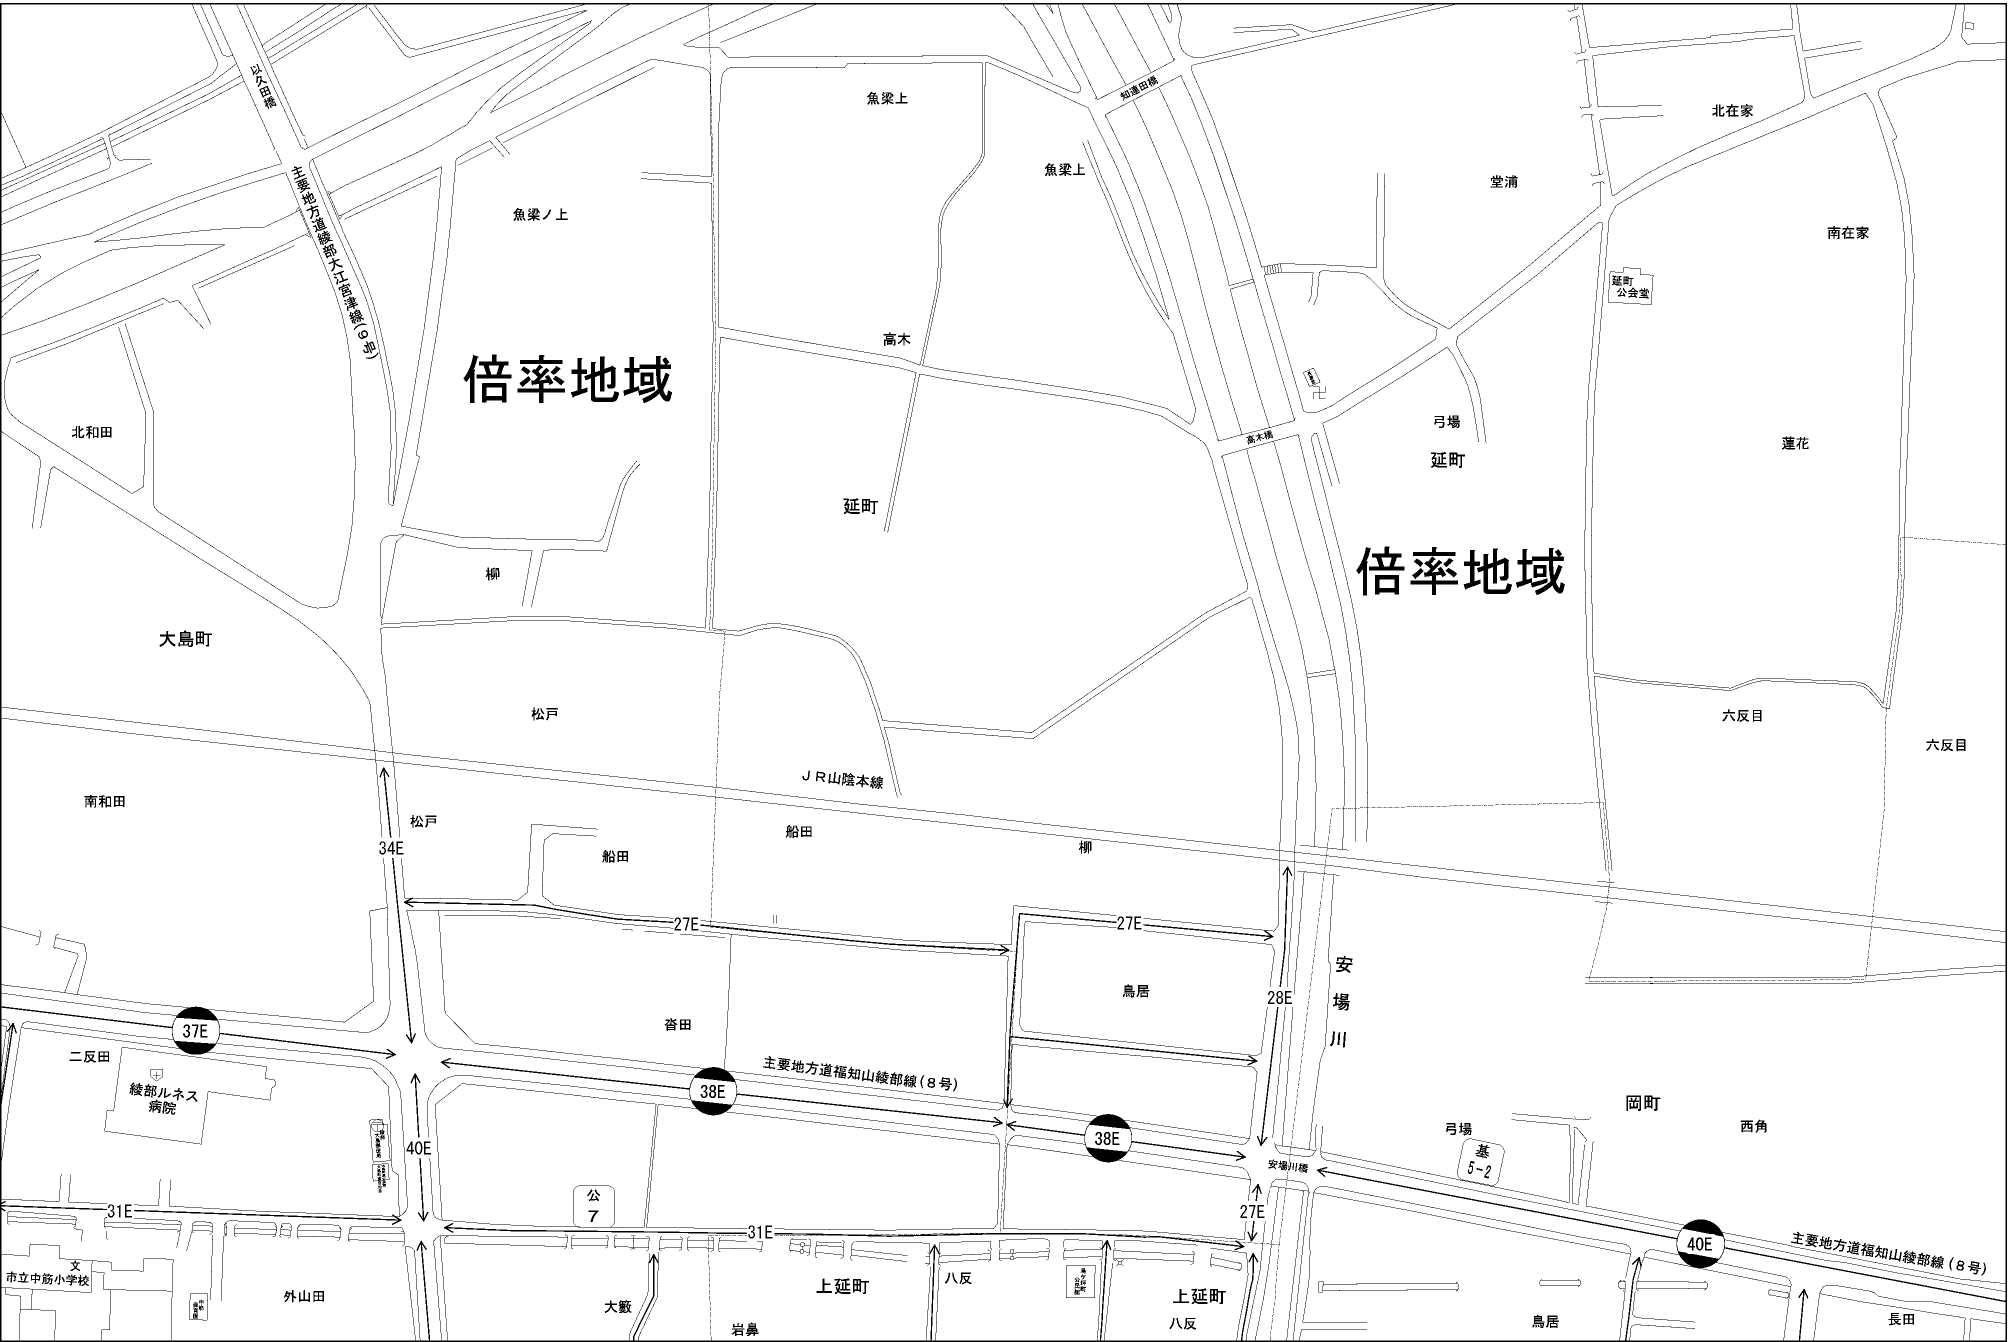 以久田橋
知連田橋
魚梁上
北在家
魚梁上
堂浦
主要地方道綾部大江宮津線(9号)
魚梁ノ上
南在家
延町
公会堂
高木
倍率地域
北和田
弓場
高木橋
蓮花
延町
延町
柳
倍率地域
大島町
松戸
六反目
六反目
JR山陰本線
南和田
松戸
船田
柳
34E
船田
27E
27E
安場川
鳥居
28E
沓田
37E
二反田
主要地方道福知山綾部線(8号)
綾部ルネス
病院
38E
岡町
38E
弓場
西角
40E
基
5-2
安場川橋
公
7
31E
27E
31E
40E
主要地方道福知山綾部線(8号)
文
市立中筋小学校
八反
上延町
外山田
上延町
大籔
岩鼻
八反
鳥居
長田